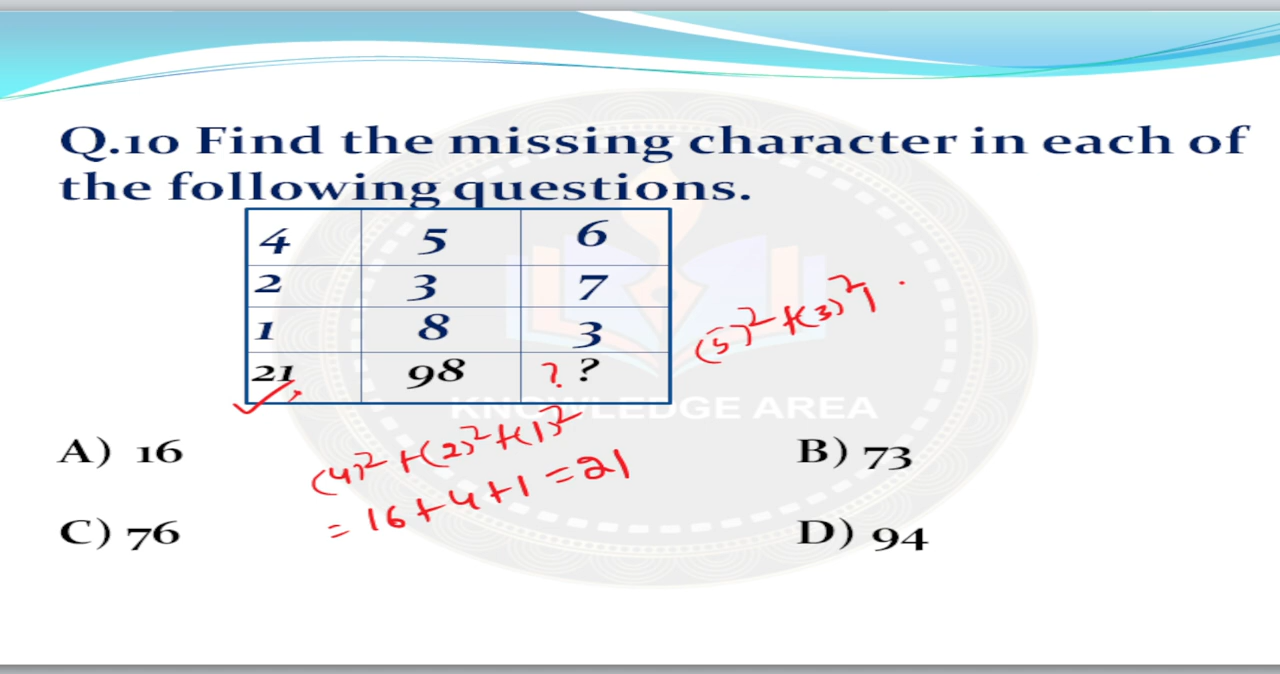 Q.10 Find the missing character in each of
the following questions.
4 5 6
2 3 7
1 8 3
21 98 ? ?
(5)² + (3)² +
KNOWLEDGE AREA
(4)² + (2)² + (1)²
= 16 + 4 + 1 = 21
A) 16 B) 73
C) 76 D) 94